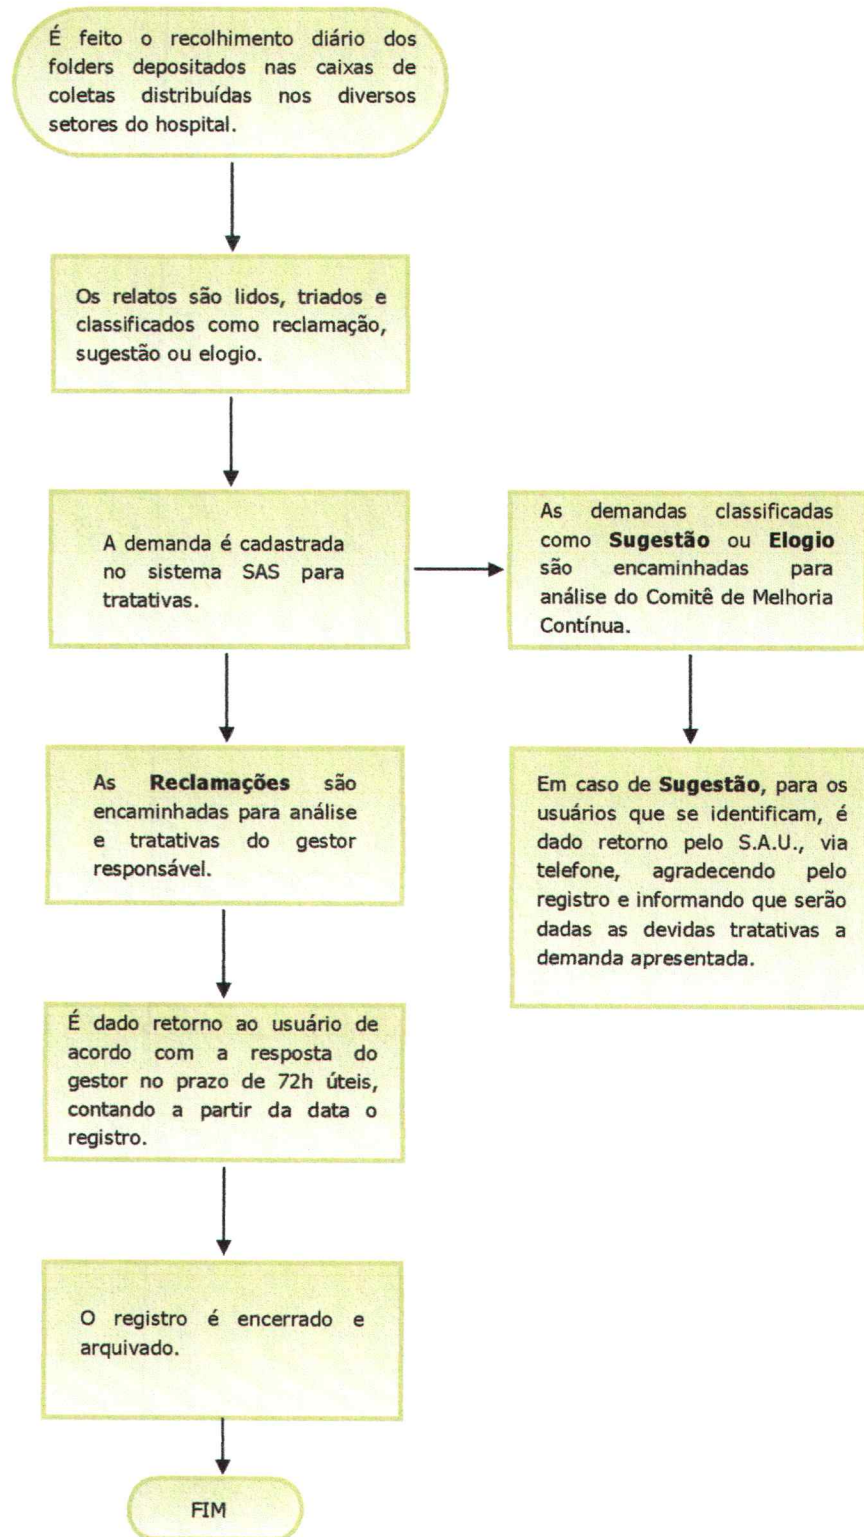 É feito o recolhimento diário dos
folders depositados nas caixas de
coletas distribuídas nos diversos
setores do hospital.
Os relatos são lidos, triados e
classificados como reclamação,
sugestão ou elogio.
A demanda é cadastrada
no sistema SAS para
tratativas.
As demandas classificadas
como Sugestão ou Elogio
são encaminhadas para
análise do Comitê de Melhoria
Contínua.
As Reclamações são
encaminhadas para análise
e tratativas do gestor
responsável.
Em caso de Sugestão, para os
usuários que se identificam, é
dado retorno pelo S.A.U., via
telefone, agradecendo pelo
registro e informando que serão
dadas as devidas tratativas a
demanda apresentada.
É dado retorno ao usuário de
acordo com a resposta do
gestor no prazo de 72h úteis,
contando a partir da data o
registro.
O registro é encerrado e
arquivado.
FIM